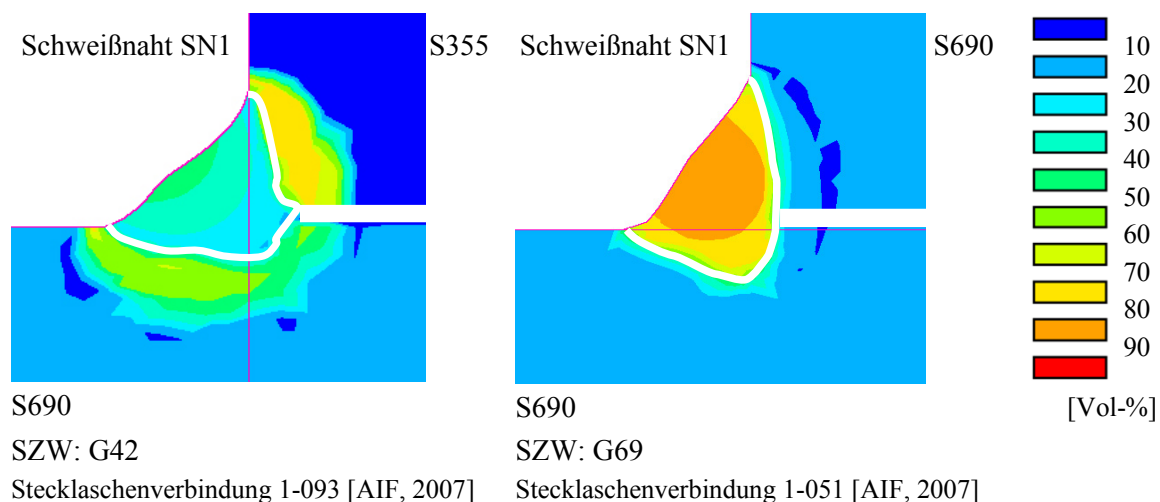 Schweißnaht SN1
S355
S690
SZW: G42
Stecklaschenverbindung 1-093 [AIF, 2007]
Schweißnaht SN1
S690
S690
SZW: G69
Stecklaschenverbindung 1-051 [AIF, 2007]
10
20
30
40
50
60
70
80
90
[Vol-%]